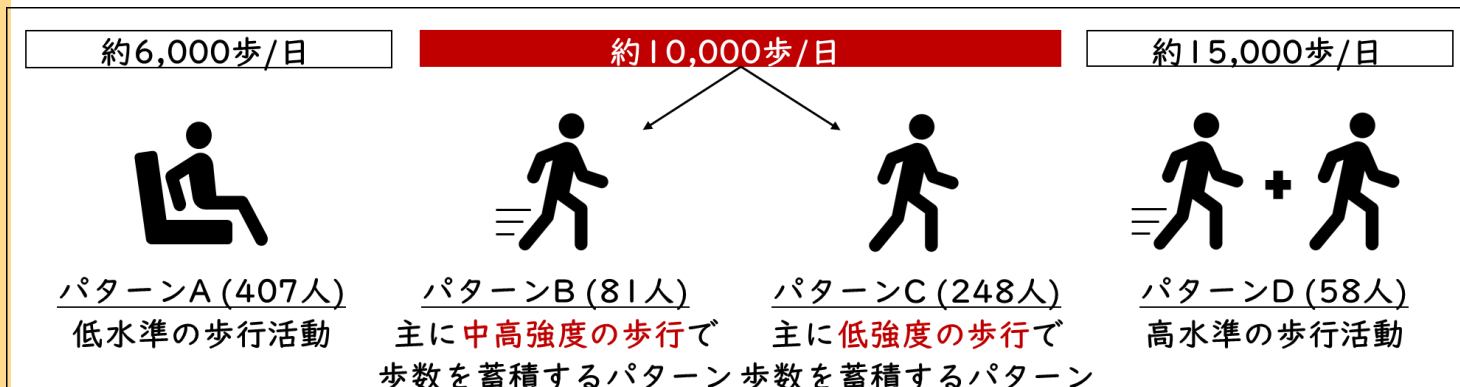 約6,000歩/日
約10,000歩/日
約15,000歩/日
パターンA (407人)
低水準の歩行活動
パターンB (81人)
主に中高強度の歩行で
歩数を蓄積するパターン
パターンC (248人)
主に低強度の歩行で
歩数を蓄積するパターン
パターンD (58人)
高水準の歩行活動